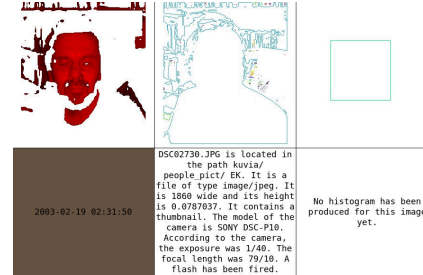 2003-02-19 02:31:50
DSC02730.JPG is located in
the path kuvia/
people_pict/ EK. It is a
file of type image/jpeg. It
is 1860 wide and its height
is 0.0787037. It contains a
thumbnail. The model of the
camera is SONY DSC-P10.
According to the camera,
the exposure was 1/40. The
focal length was 79/10. A
flash has been fired.
No histogram has been
produced for this image
yet.